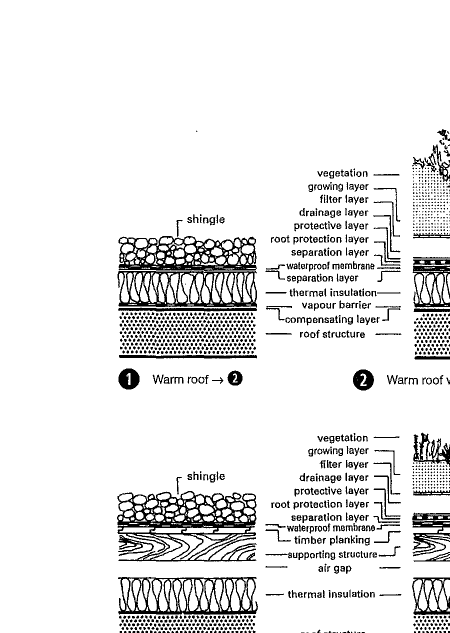 vegetation
growing layer
filter layer
shingle
drainage layer
protective layer
root protection layer
separation layer
waterproof membrane
separation layer
thermal insulation
vapour barrier
compensating layer
roof structure
1 Warm roof → 2
2 Warm roof
vegetation
growing layer
filter layer
shingle
drainage layer
protective layer
root protection layer
separation layer
waterproof membrane
timber planking
supporting structure
air gap
thermal insulation